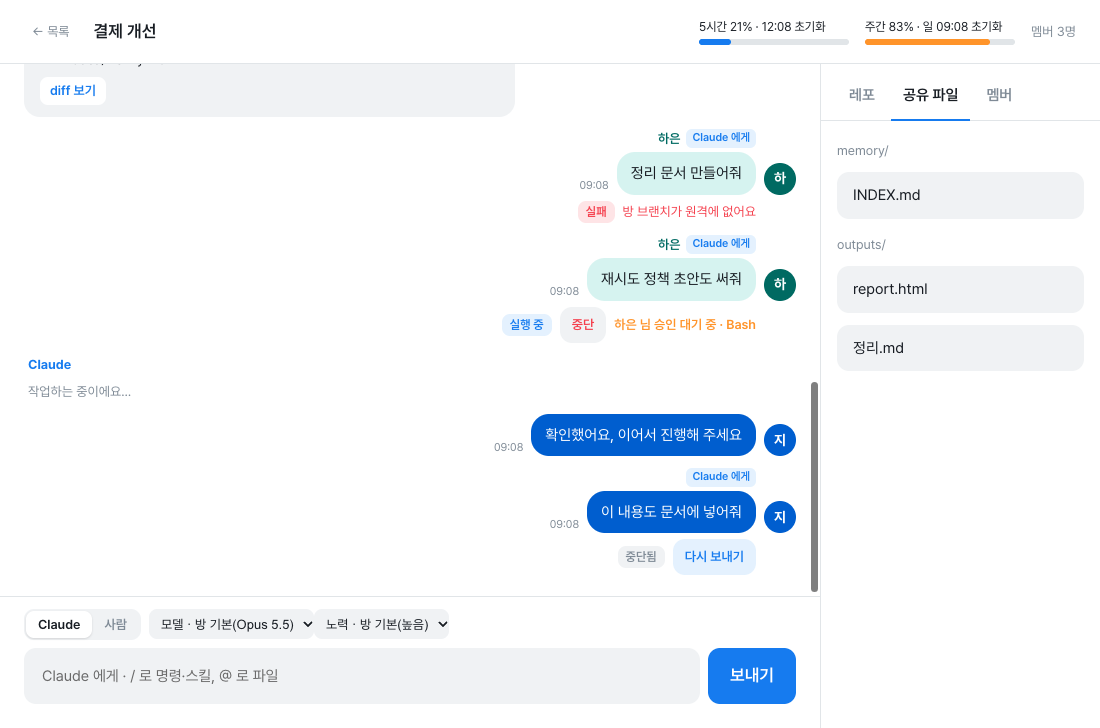 ← 목록
결제 개선
5시간 21% · 12:08 초기화
주간 83% · 일 09:08 초기화
멤버 3명
diff 보기
하은 Claude 에게
정리 문서 만들어줘
09:08
하
실패 방 브랜치가 원격에 없어요
하은 Claude 에게
재시도 정책 초안도 써줘
09:08
하
실행 중 중단 하은 님 승인 대기 중 · Bash
Claude
작업하는 중이에요…
확인했어요, 이어서 진행해 주세요
09:08
지
Claude 에게
이 내용도 문서에 넣어줘
09:08
지
중단됨 다시 보내기
Claude 사람 모델 · 방 기본(Opus 5.5) 노력 · 방 기본(높음)
Claude 에게 · / 로 명령·스킬, @ 로 파일
보내기
레포 공유 파일 멤버
memory/
INDEX.md
outputs/
report.html
정리.md